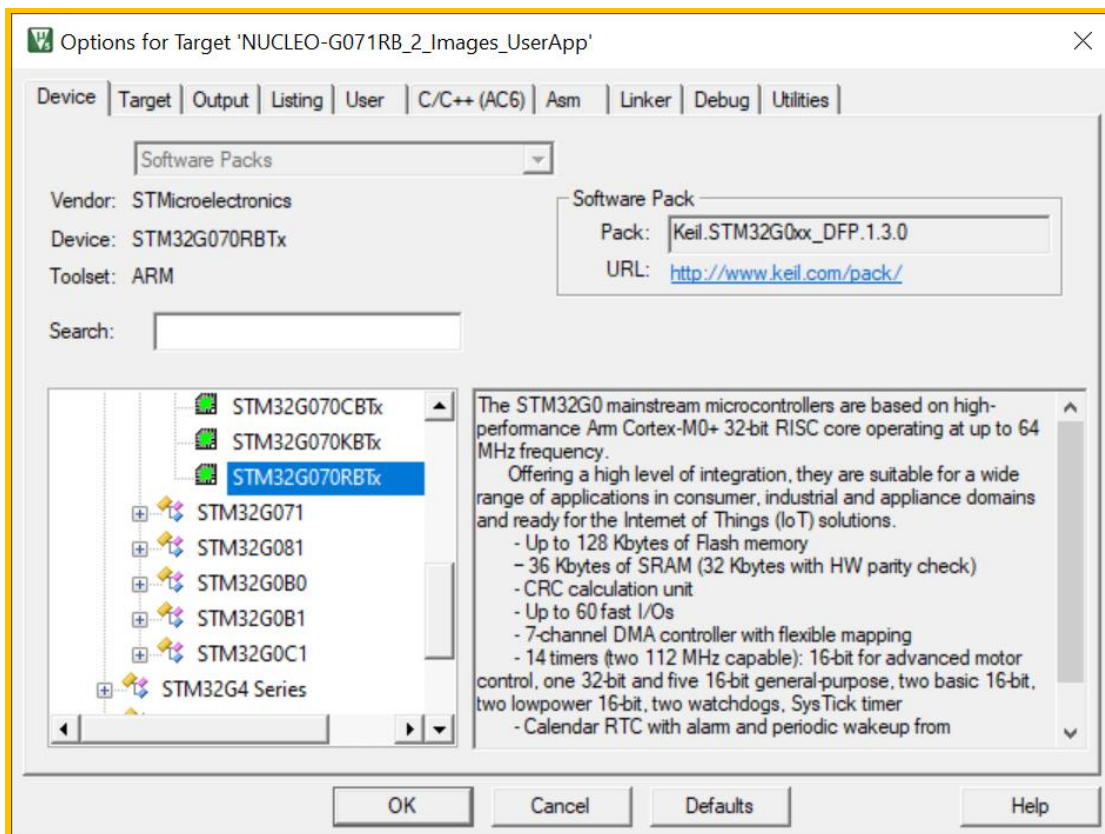 Options for Target 'NUCLEO-G071RB_2_Images_UserApp'
Device Target Output Listing User C/C++ (AC6) Asm Linker Debug Utilities
Software Packs
Vendor: STMicroelectronics
Device: STM32G070RBTx
Toolset: ARM
Software Pack
Pack: Keil.STM32G0xx_DFP.1.3.0
URL: http://www.keil.com/pack/
Search:
STM32G070CBTx
STM32G070KBTx
STM32G070RBTx
STM32G071
STM32G081
STM32G0B0
STM32G0B1
STM32G0C1
STM32G4 Series
The STM32G0 mainstream microcontrollers are based on high-
performance Arm Cortex-M0+ 32-bit RISC core operating at up to 64
MHz frequency.
Offering a high level of integration, they are suitable for a wide
range of applications in consumer, industrial and appliance domains
and ready for the Internet of Things (IoT) solutions.
- Up to 128 Kbytes of Flash memory
- 36 Kbytes of SRAM (32 Kbytes with HW parity check)
- CRC calculation unit
- Up to 60 fast I/Os
- 7-channel DMA controller with flexible mapping
- 14 timers (two 112 MHz capable): 16-bit for advanced motor
control, one 32-bit and five 16-bit general-purpose, two basic 16-bit,
two lowpower 16-bit, two watchdogs, SysTick timer
- Calendar RTC with alarm and periodic wakeup from
OK Cancel Defaults Help